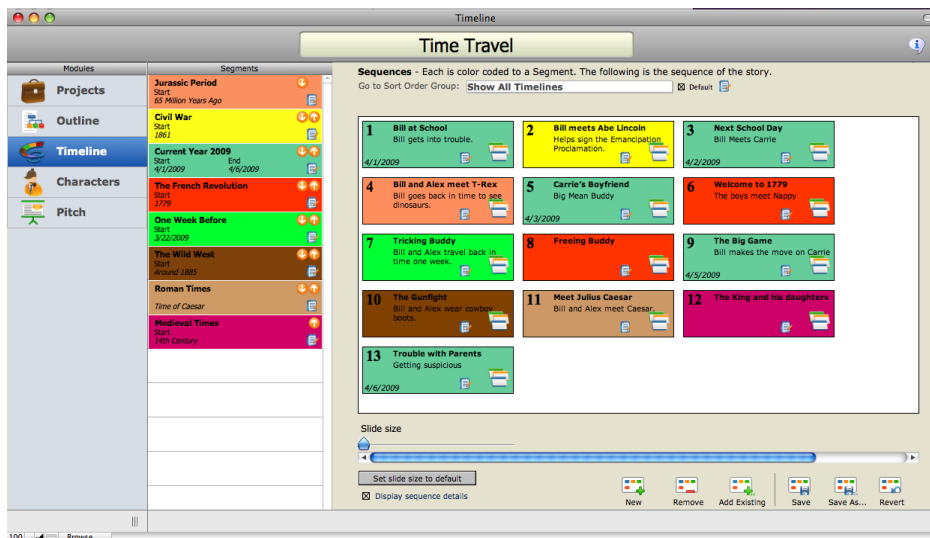 Timeline
Time Travel
Modules
Projects
Outline
Timeline
Characters
Pitch
Segments
Jurassic Period
Start
65 Million Years Ago
Civil War
Start
1861
Current Year 2009
Start End
4/1/2009 4/6/2009
The French Revolution
Start
1779
One Week Before
Start
3/22/2009
The Wild West
Start
Around 1885
Roman Times
Time of Caesar
Medieval Times
Start
14th Century
Sequences - Each is color coded to a Segment. The following is the sequence of the story.
Go to Sort Order Group: Show All Timelines Default
1 Bill at School
Bill gets into trouble.
4/1/2009
2 Bill meets Abe Lincoln
Helps sign the Emancipation
Proclamation.
3 Next School Day
Bill Meets Carrie
4/2/2009
4 Bill and Alex meet T-Rex
Bill goes back in time to see
dinosaurs.
5 Carrie's Boyfriend
Big Mean Buddy
4/3/2009
6 Welcome to 1779
The boys meet Nappy
7 Tricking Buddy
Bill and Alex travel back in
time one week.
8 Freeing Buddy
9 The Big Game
Bill makes the move on Carrie
4/5/2009
10 The Gunfight
Bill and Alex wear cowboy
boots.
11 Meet Julius Caesar
Bill and Alex meet Caesar.
12 The King and his daughters
13 Trouble with Parents
Getting suspicious
4/6/2009
Slide size
Set slide size to default
Display sequence details
New Remove Add Existing Save Save As... Revert
100 Browse